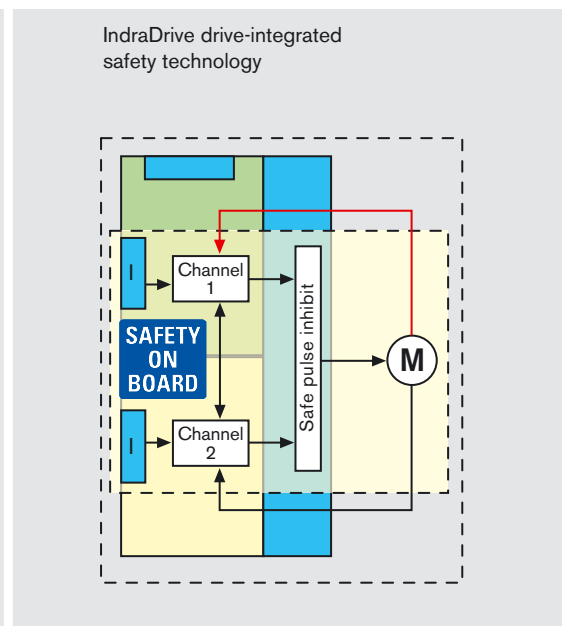 IndraDrive drive-integrated
safety technology
I
Channel
1
SAFETY
ON
BOARD
Safe pulse inhibit
M
I
Channel
2